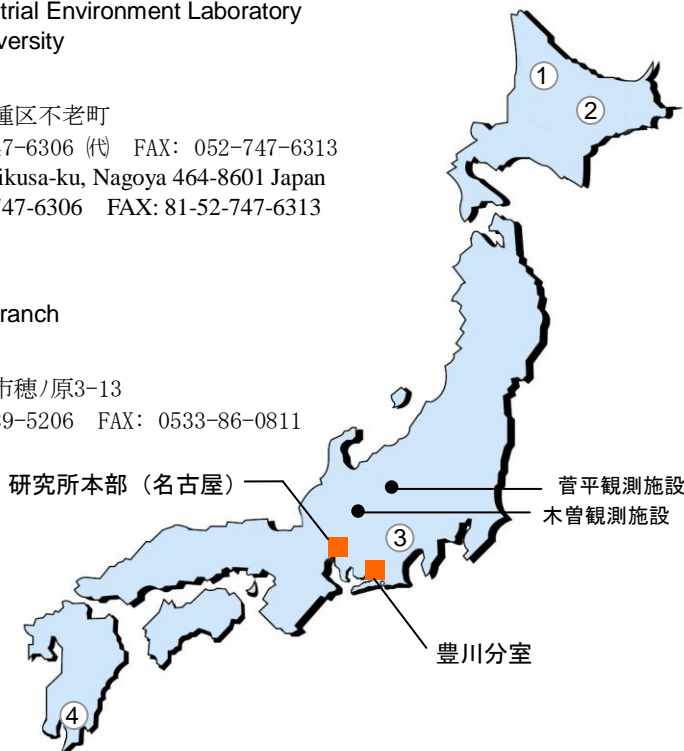 trial Environment Laboratory
versity
種区不老町
7-6306 ㈹ FAX: 052-747-6313
ikusa-ku, Nagoya 464-8601 Japan
747-6306 FAX: 81-52-747-6313
ranch
市穂ノ原3-13
39-5206 FAX: 0533-86-0811
①
②
研究所本部（名古屋）
菅平観測施設
木曽観測施設
③
豊川分室
④